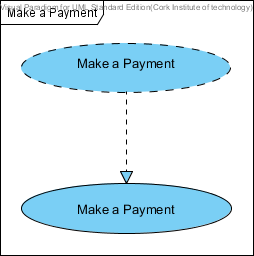 Visual Paradigm for UML Standard Edition(Cork Institute of technology)
Make a Payment
Make a Payment
Make a Payment